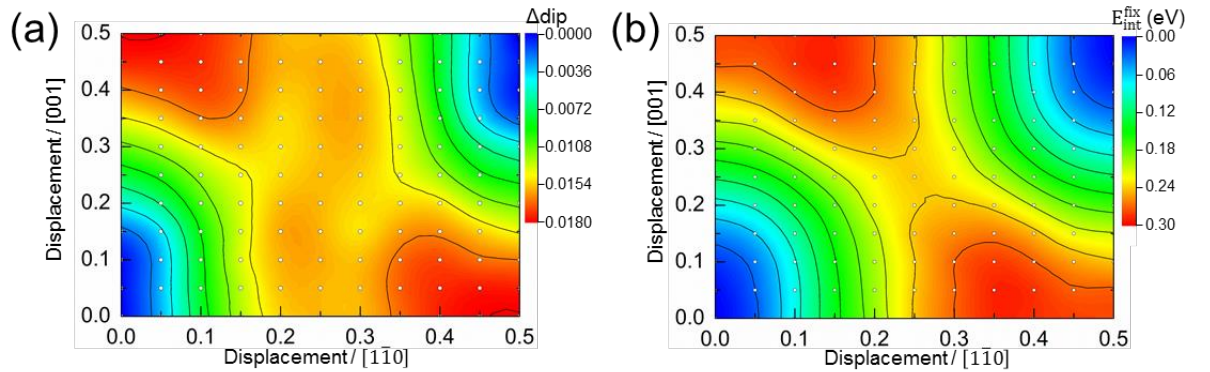 (a)
Δdip
0.5
0.4
0.3
0.2
0.1
0.0
Displacement / [001]
0.0 0.1 0.2 0.3 0.4 0.5
Displacement / [11̄0]
0.0000
0.0036
0.0072
0.0108
0.0154
0.0180
(b)
E_int^fix (eV)
0.5
0.4
0.3
0.2
0.1
0.0
Displacement / [001]
0.0 0.1 0.2 0.3 0.4 0.5
Displacement / [11̄0]
0.00
0.06
0.12
0.18
0.24
0.30